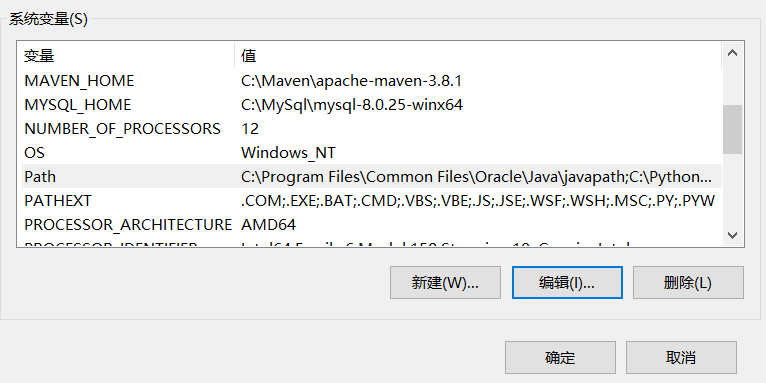 系统变量(S)
变量 值
MAVEN_HOME C:\Maven\apache-maven-3.8.1
MYSQL_HOME C:\MySql\mysql-8.0.25-winx64
NUMBER_OF_PROCESSORS 12
OS Windows_NT
Path C:\Program Files\Common Files\Oracle\Java\javapath;C:\Python...
PATHEXT .COM;.EXE;.BAT;.CMD;.VBS;.VBE;.JS;.JSE;.WSF;.WSH;.MSC;.PY;.PYW
PROCESSOR_ARCHITECTURE AMD64
新建(W)... 编辑(I)... 删除(L)
确定 取消